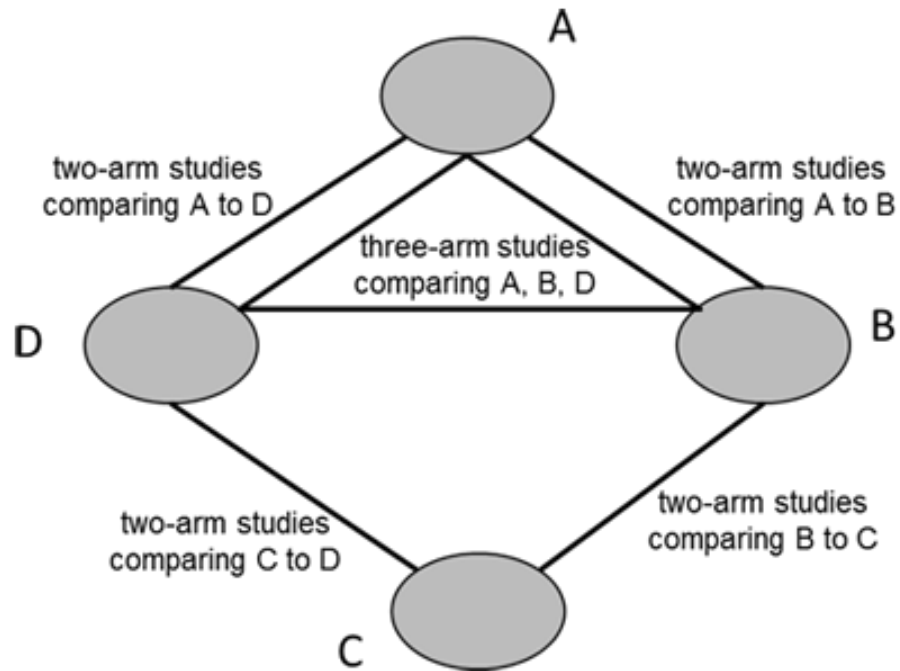 A
two-arm studies
comparing A to D
two-arm studies
comparing A to B
three-arm studies
comparing A, B, D
D
B
two-arm studies
comparing C to D
two-arm studies
comparing B to C
C